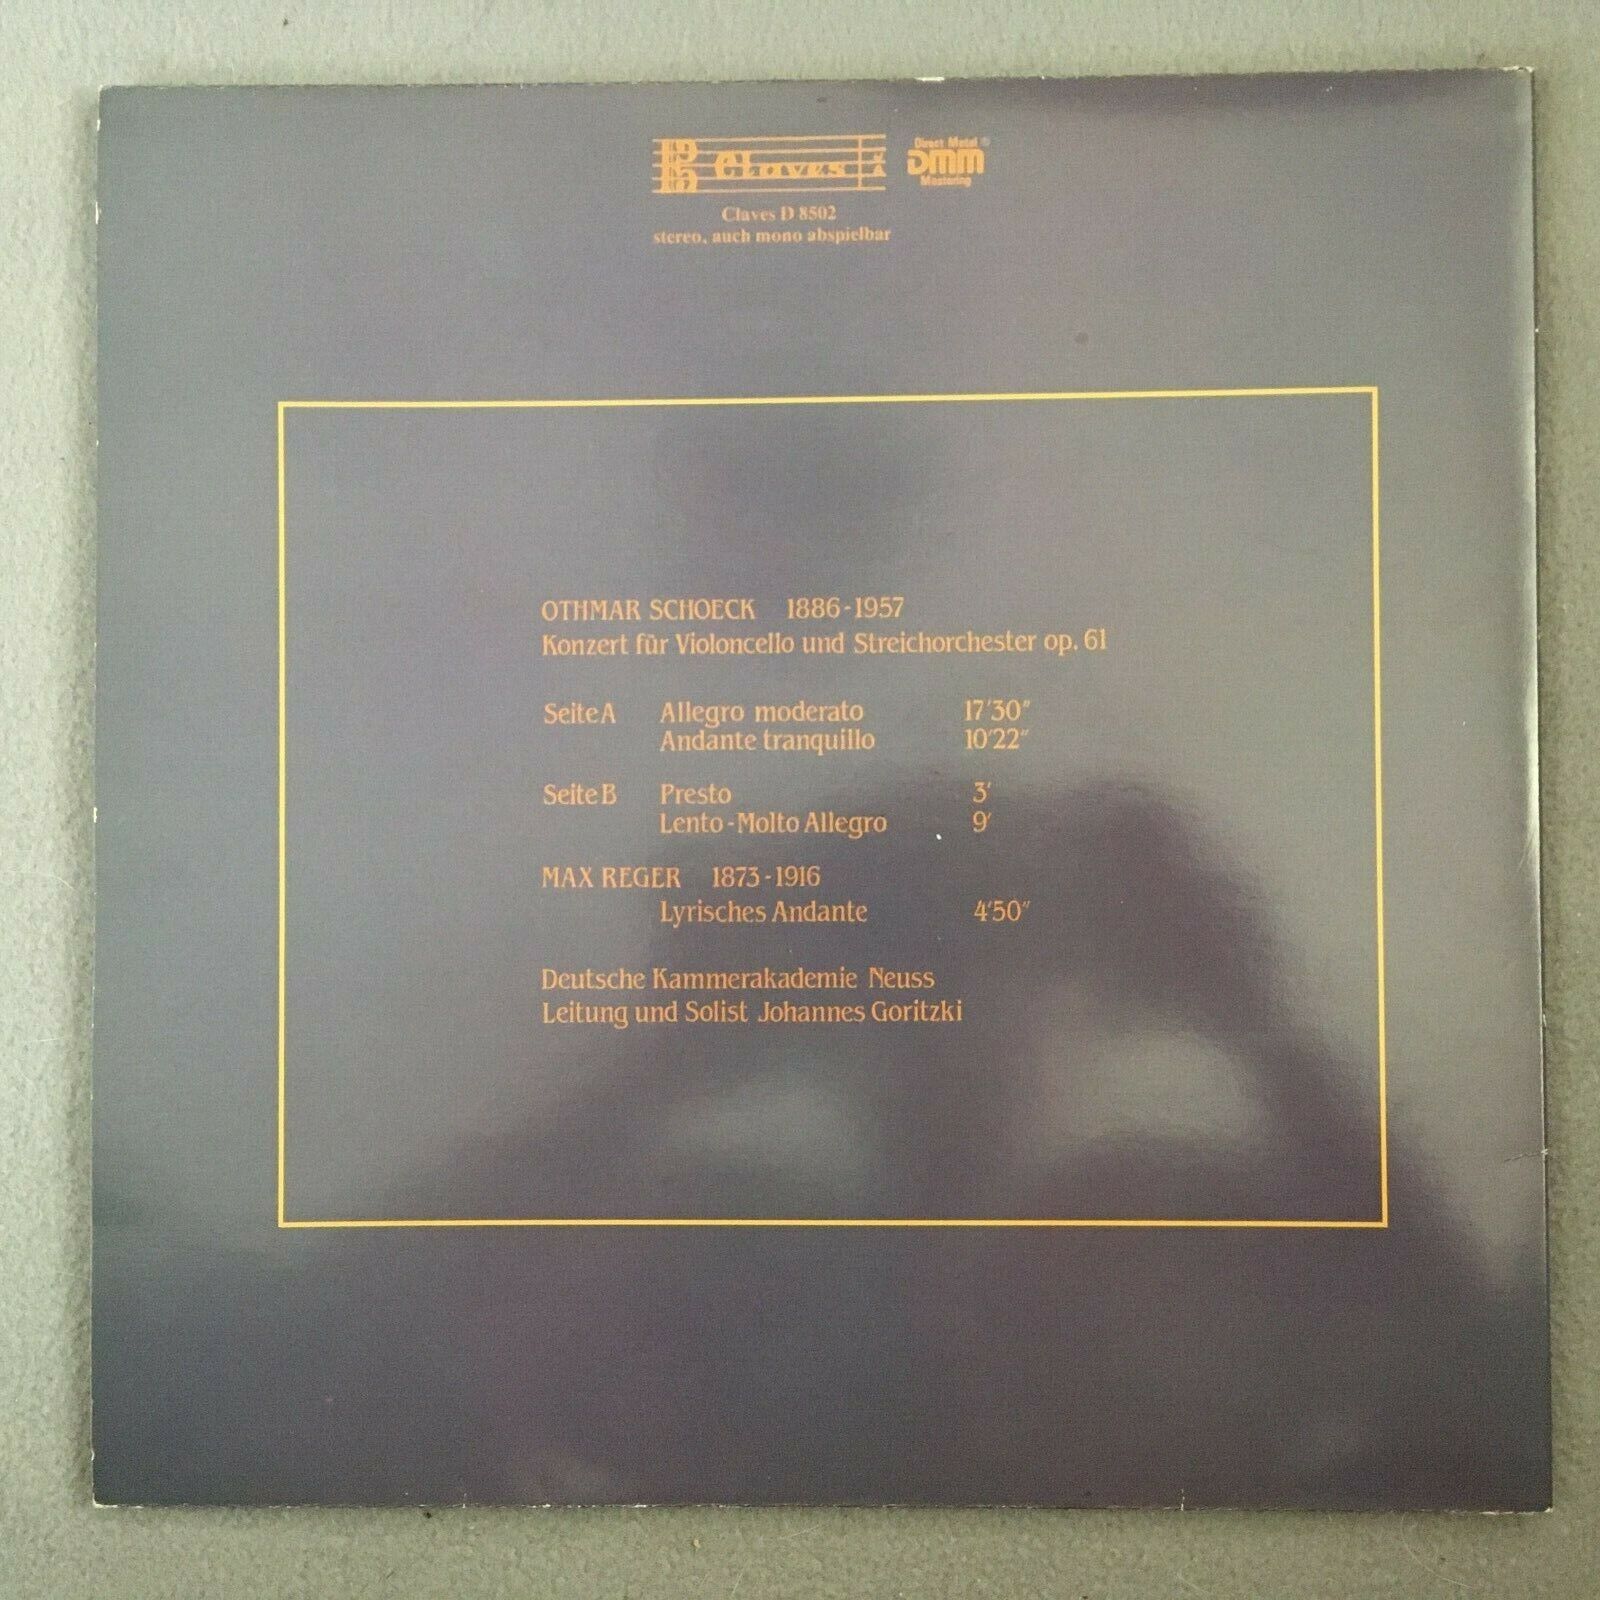 Claves
Direct Metal ®
DMM
Mastering
Claves D 8502
stereo, auch mono abspielbar
OTHMAR SCHOECK 1886-1957
Konzert für Violoncello und Streichorchester op. 61
Seite A Allegro moderato 17'30"
Andante tranquillo 10'22"
Seite B Presto 3'
Lento-Molto Allegro 9'
MAX REGER 1873-1916
Lyrisches Andante 4'50"
Deutsche Kammerakademie Neuss
Leitung und Solist Johannes Goritzki